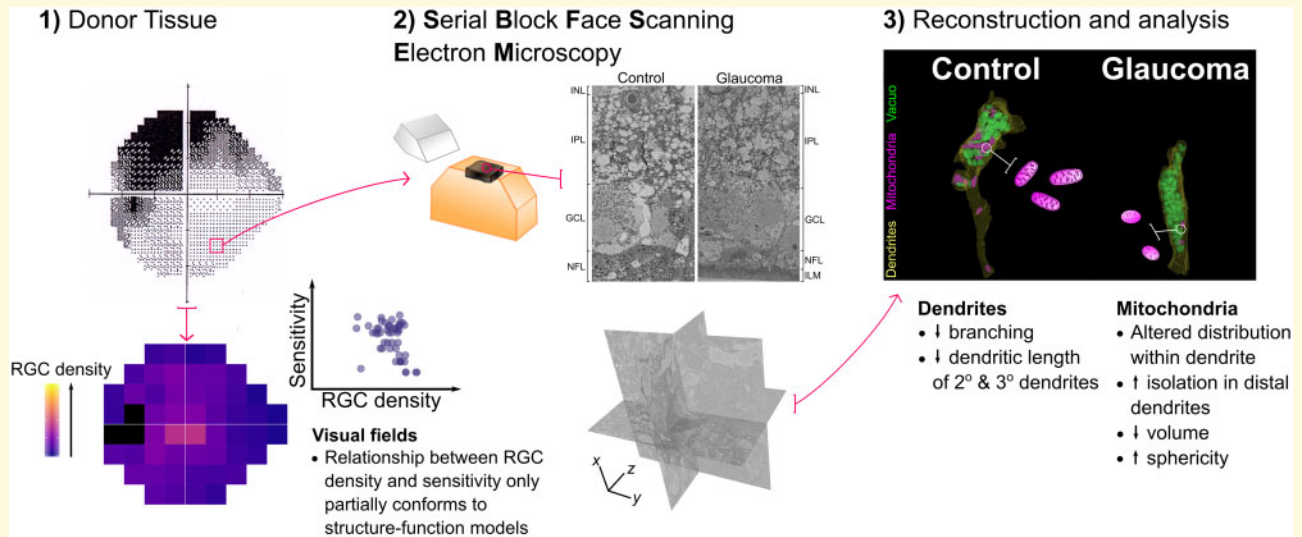 1) Donor Tissue
RGC density
Sensitivity
RGC density
Visual fields
• Relationship between RGC
density and sensitivity only
partially conforms to
structure-function models
2) Serial Block Face Scanning
Electron Microscopy
Control
Glaucoma
INL
IPL
GCL
NFL
INL
IPL
GCL
NFL
ILM
x
z
y
3) Reconstruction and analysis
Control
Glaucoma
Dendrites Mitochondria Vacuo
Dendrites
• ↓ branching
• ↓ dendritic length
of 2º & 3º dendrites
Mitochondria
• Altered distribution
within dendrite
• ↑ isolation in distal
dendrites
• ↓ volume
• ↑ sphericity